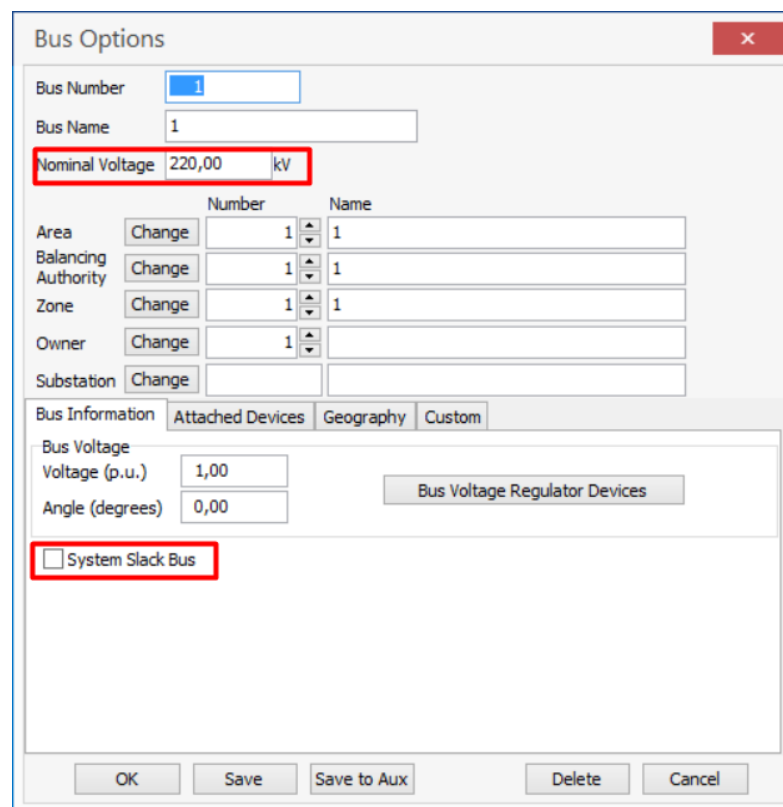 Bus Options
Bus Number 1
Bus Name 1
Nominal Voltage 220,00 kV
Number Name
Area Change 1 1
Balancing Authority Change 1 1
Zone Change 1 1
Owner Change 1
Substation Change
Bus Information Attached Devices Geography Custom
Bus Voltage
Voltage (p.u.) 1,00
Bus Voltage Regulator Devices
Angle (degrees) 0,00
System Slack Bus
OK Save Save to Aux Delete Cancel